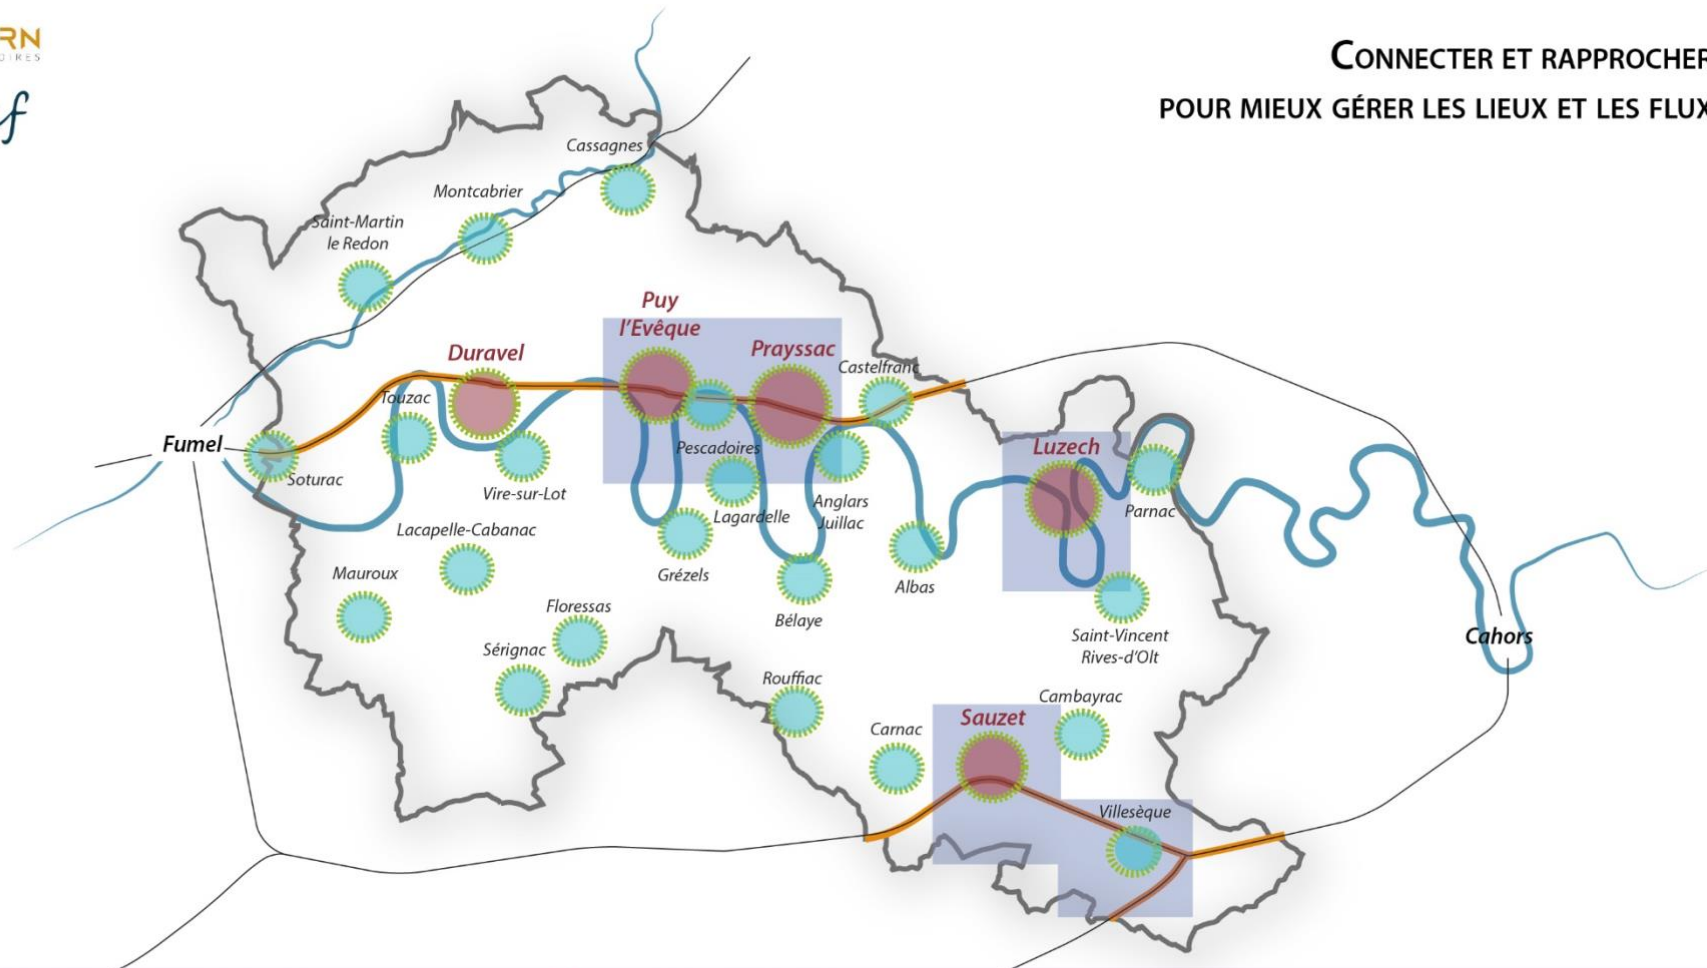 RN
OIRES
f
CONNECTER ET RAPPROCHER
POUR MIEUX GÉRER LES LIEUX ET LES FLUX
Cassagnes
Montcabrier
Saint-Martin
le Redon
Puy
l'Evêque
Duravel
Prayssac
Castelfranc
Touzac
Fumel
Soturac
Vire-sur-Lot
Pescadoires
Luzech
Lagardelle
Anglars
Juillac
Parnac
Lacapelle-Cabanac
Mauroux
Grézels
Albas
Floressas
Bélaye
Sérignac
Saint-Vincent
Rives-d'Olt
Cahors
Rouffiac
Cambayrac
Carnac
Sauzet
Villesèque